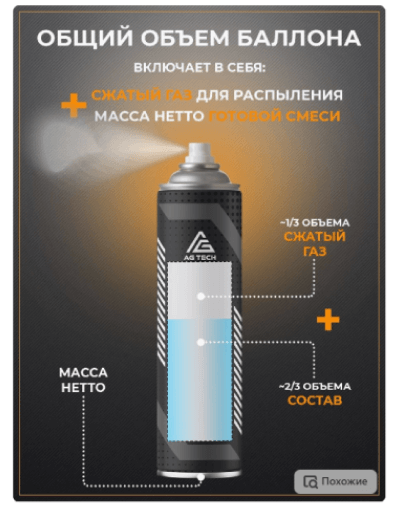 ОБЩИЙ ОБЪЕМ БАЛЛОНА
ВКЛЮЧАЕТ В СЕБЯ:
+ СЖАТЫЙ ГАЗ ДЛЯ РАСПЫЛЕНИЯ
МАССА НЕТТО ГОТОВОЙ СМЕСИ
AG TECH
~1/3 ОБЪЕМА
СЖАТЫЙ
ГАЗ
+
МАССА
НЕТТО
~2/3 ОБЪЕМА
СОСТАВ
Похожие